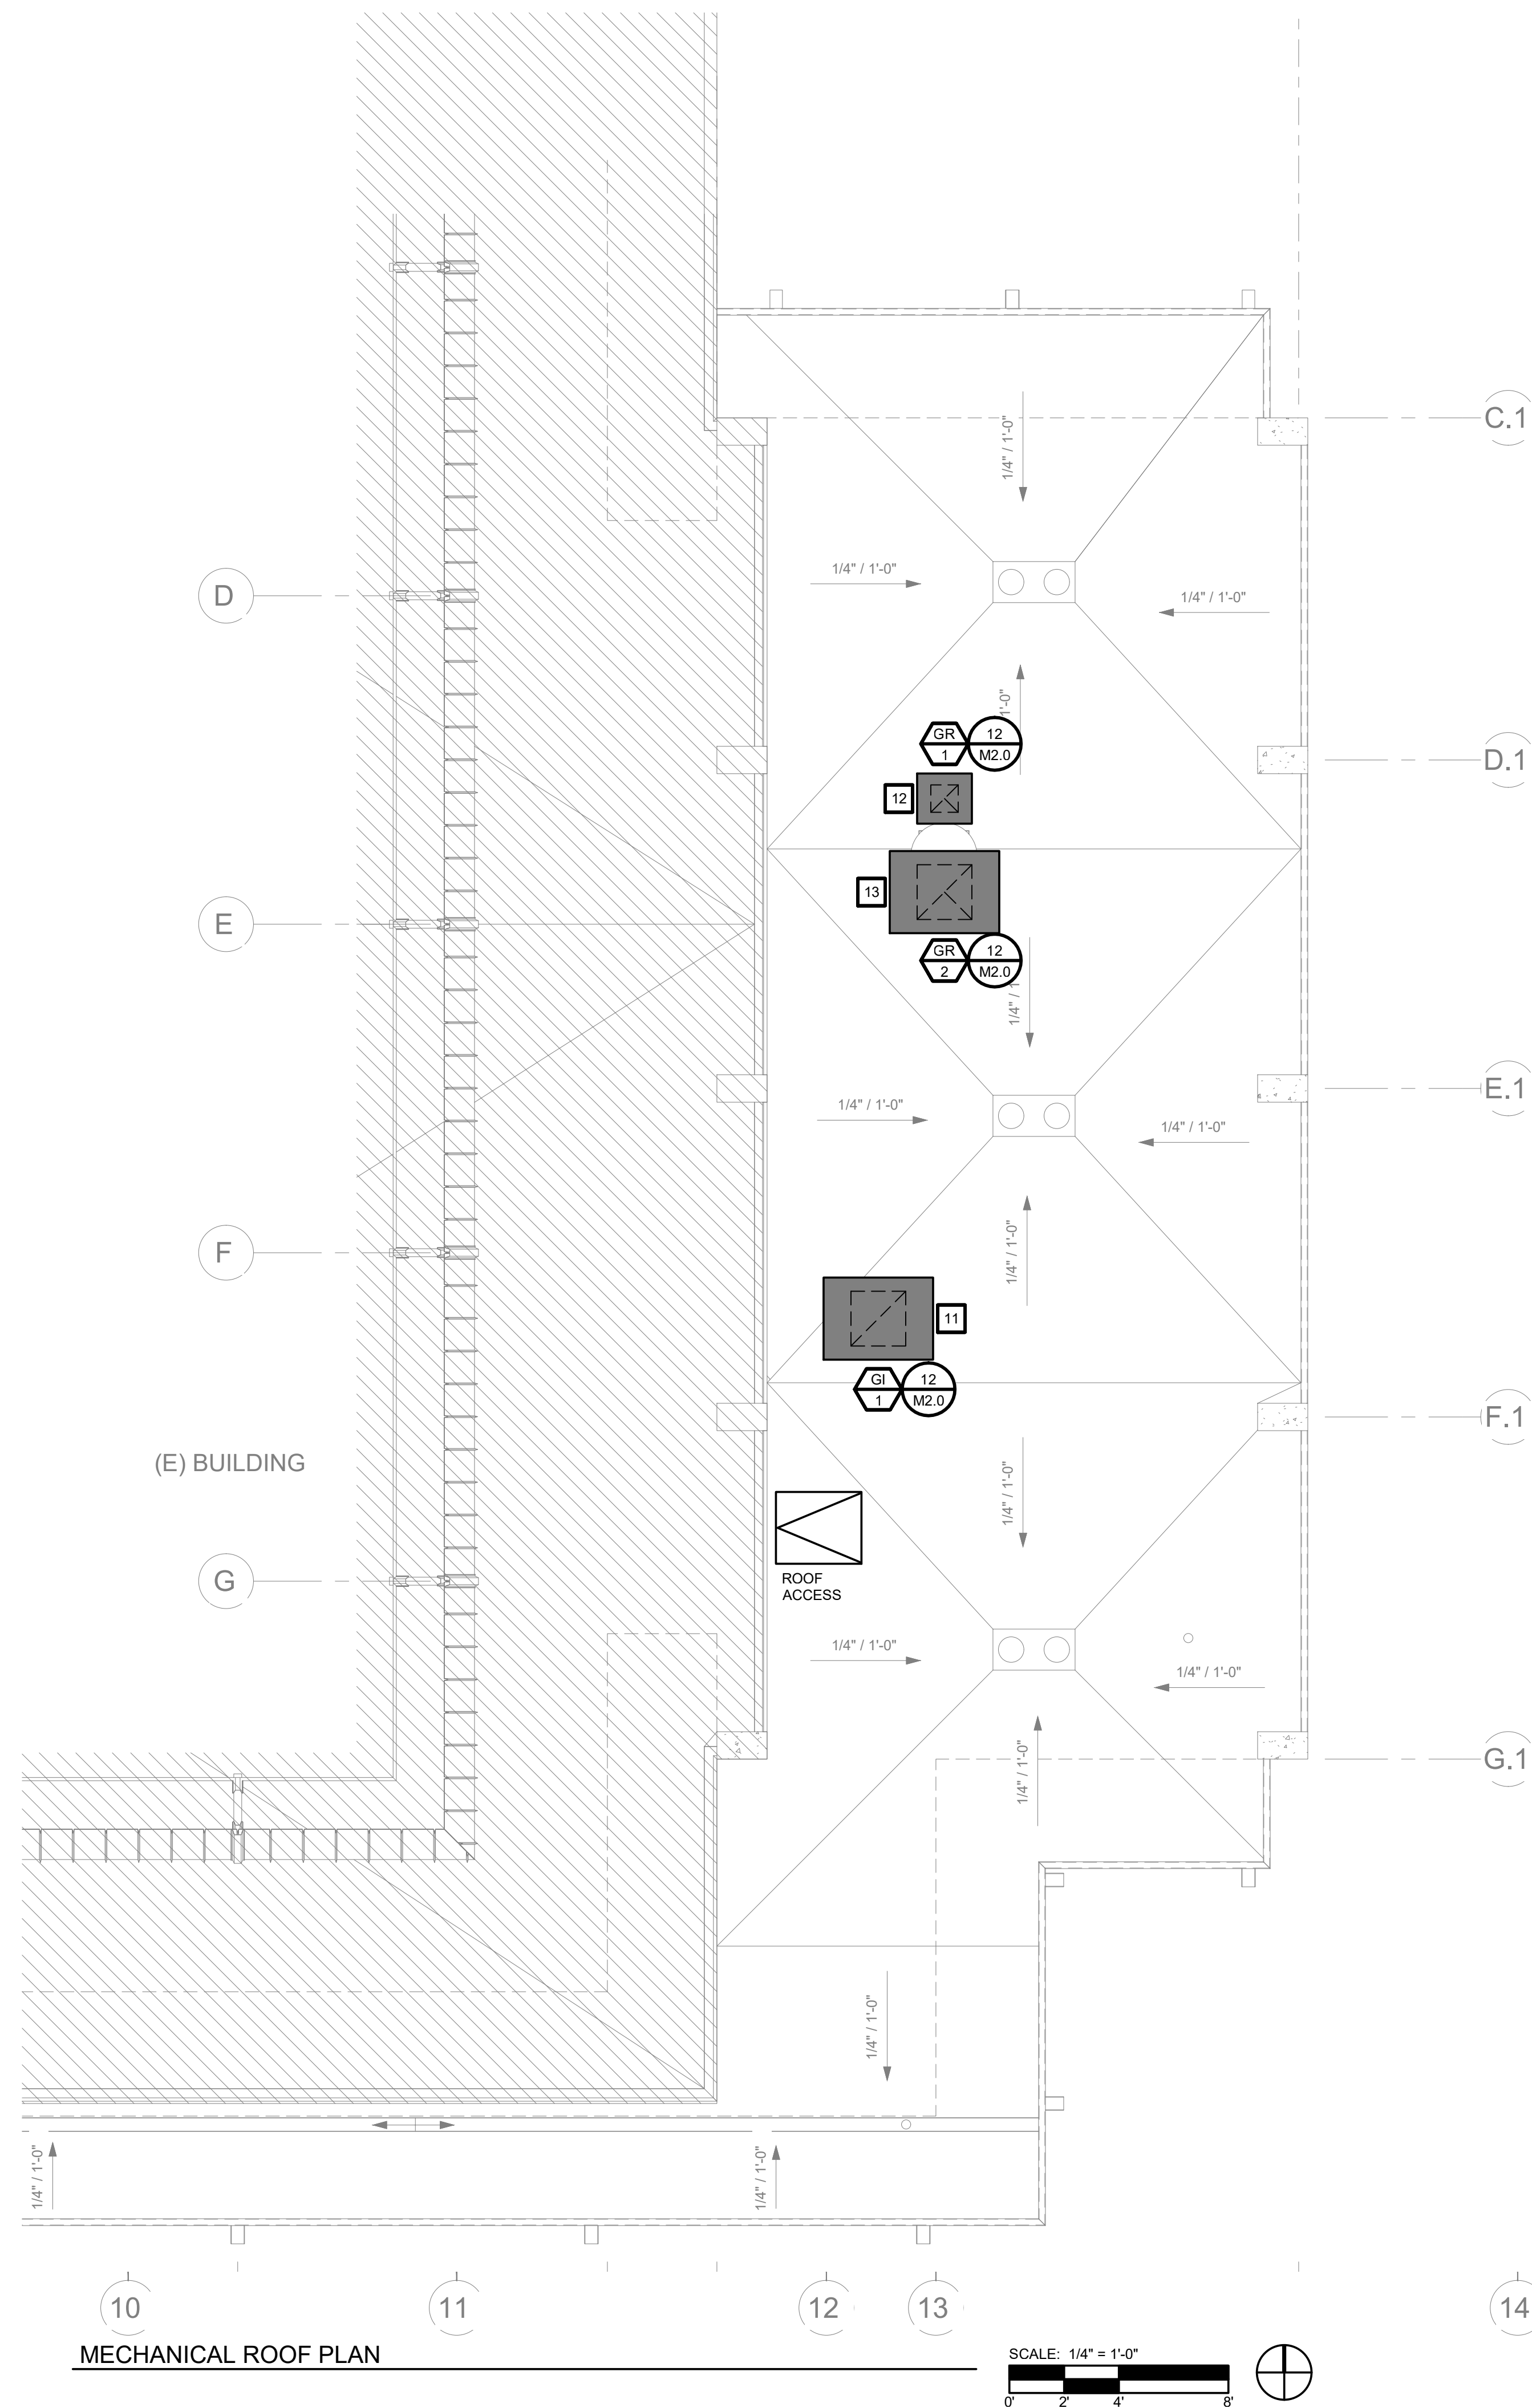 C.1
1/4" / 1'-0"
1/4" / 1'-0"
D
1/4" / 1'-0"
1'-0"
GR
1
12
M2.0
D.1
12
13
E
GR
2
12
M2.0
1/4" / 1
E.1
1/4" / 1'-0"
1/4" / 1'-0"
F
1/4" / 1'-0"
11
GI
1
12
M2.0
F.1
(E) BUILDING
1/4" / 1'-0"
G
ROOF
ACCESS
1/4" / 1'-0"
1/4" / 1'-0"
G.1
1/4" / 1'-0"
1/4" / 1'-0"
1/4" / 1'-0"
1/4" / 1'-0"
10
11
12
13
14
MECHANICAL ROOF PLAN
SCALE: 1/4" = 1'-0"
0'
2'
4'
8'